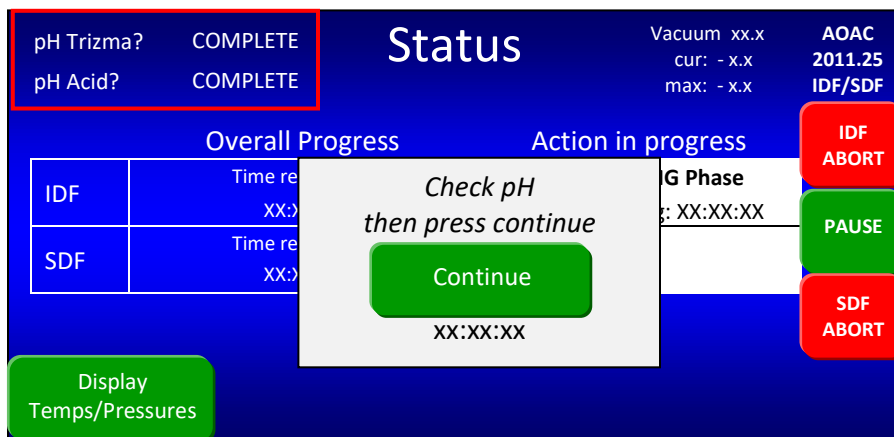 pH Trizma? COMPLETE
pH Acid? COMPLETE
Status
Vacuum xx.x
cur: - x.x
max: - x.x
AOAC
2011.25
IDF/SDF
Overall Progress
Action in progress
IDF
ABORT
IDF
Time re
XX:X
G Phase
: XX:XX:XX
PAUSE
SDF
Time re
XX:X
Check pH
then press continue
Continue
xx:xx:xx
SDF
ABORT
Display
Temps/Pressures